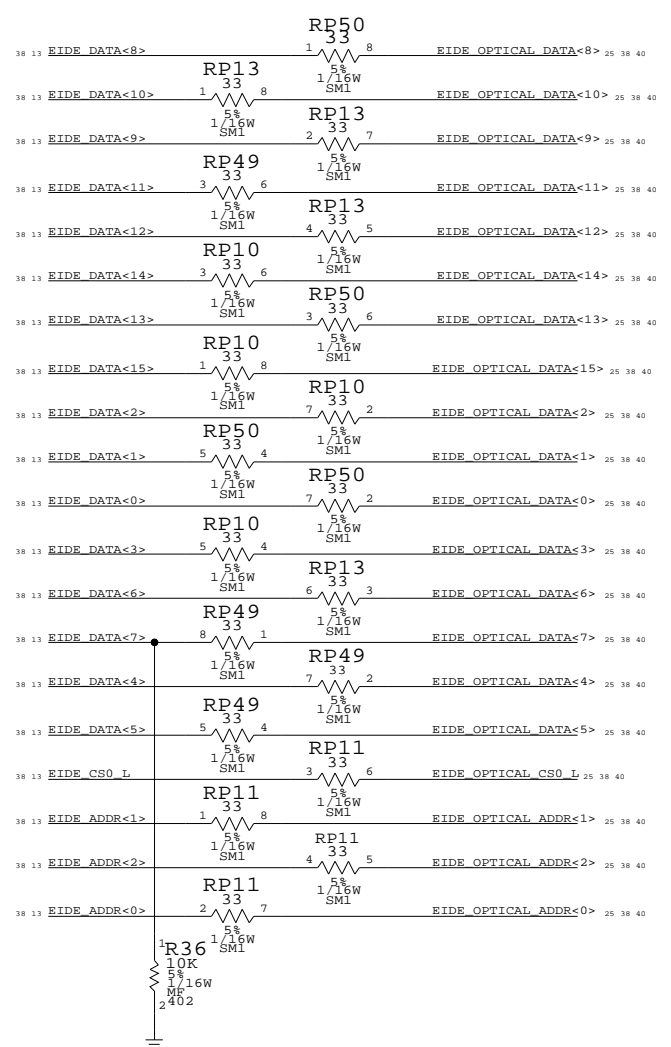 RP50
33
38 13 EIDE_DATA<8> 1 8 EIDE_OPTICAL_DATA<8> 25 38 40
5%
1/16W
SM1
RP13
33
38 13 EIDE_DATA<10> 1 8 EIDE_OPTICAL_DATA<10> 25 38 40
5%
1/16W
SM1
RP13
33
38 13 EIDE_DATA<9> 2 7 EIDE_OPTICAL_DATA<9> 25 38 40
5%
1/16W
SM1
RP49
33
38 13 EIDE_DATA<11> 3 6 EIDE_OPTICAL_DATA<11> 25 38 40
5%
1/16W
SM1
RP13
33
38 13 EIDE_DATA<12> 4 5 EIDE_OPTICAL_DATA<12> 25 38 40
5%
1/16W
SM1
RP10
33
38 13 EIDE_DATA<14> 3 6 EIDE_OPTICAL_DATA<14> 25 38 40
5%
1/16W
SM1
RP50
33
38 13 EIDE_DATA<13> 3 6 EIDE_OPTICAL_DATA<13> 25 38 40
5%
1/16W
SM1
RP10
33
38 13 EIDE_DATA<15> 1 8 EIDE_OPTICAL_DATA<15> 25 38 40
5%
1/16W
SM1
RP10
33
38 13 EIDE_DATA<2> 7 2 EIDE_OPTICAL_DATA<2> 25 38 40
5%
1/16W
SM1
RP50
33
38 13 EIDE_DATA<1> 5 4 EIDE_OPTICAL_DATA<1> 25 38 40
5%
1/16W
SM1
RP50
33
38 13 EIDE_DATA<0> 7 2 EIDE_OPTICAL_DATA<0> 25 38 40
5%
1/16W
SM1
RP10
33
38 13 EIDE_DATA<3> 5 4 EIDE_OPTICAL_DATA<3> 25 38 40
5%
1/16W
SM1
RP13
33
38 13 EIDE_DATA<6> 6 3 EIDE_OPTICAL_DATA<6> 25 38 40
5%
1/16W
SM1
RP49
33
38 13 EIDE_DATA<7> 8 1 EIDE_OPTICAL_DATA<7> 25 38 40
5%
1/16W
SM1
RP49
33
38 13 EIDE_DATA<4> 7 2 EIDE_OPTICAL_DATA<4> 25 38 40
5%
1/16W
SM1
RP49
33
38 13 EIDE_DATA<5> 5 4 EIDE_OPTICAL_DATA<5> 25 38 40
5%
1/16W
SM1
RP11
33
38 13 EIDE_CS0_L 3 6 EIDE_OPTICAL_CS0_L 25 38 40
5%
1/16W
SM1
RP11
33
38 13 EIDE_ADDR<1> 1 8 EIDE_OPTICAL_ADDR<1> 25 38 40
5%
1/16W
SM1
RP11
33
38 13 EIDE_ADDR<2> 4 5 EIDE_OPTICAL_ADDR<2> 25 38 40
5%
1/16W
SM1
RP11
33
38 13 EIDE_ADDR<0> 2 7 EIDE_OPTICAL_ADDR<0> 25 38 40
5%
1/16W
SM1
1 R36
10K
5%
1/16W
MF
2 402